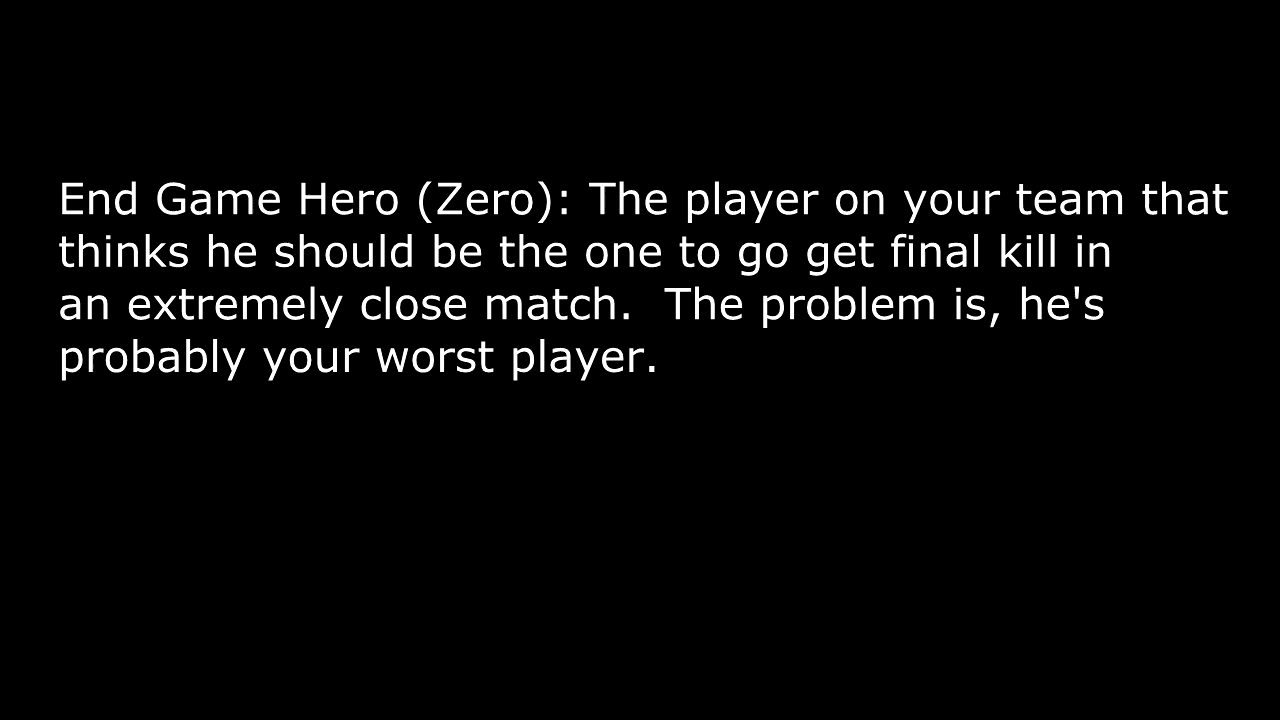 End Game Hero (Zero): The player on your team that
thinks he should be the one to go get final kill in
an extremely close match.  The problem is, he's
probably your worst player.